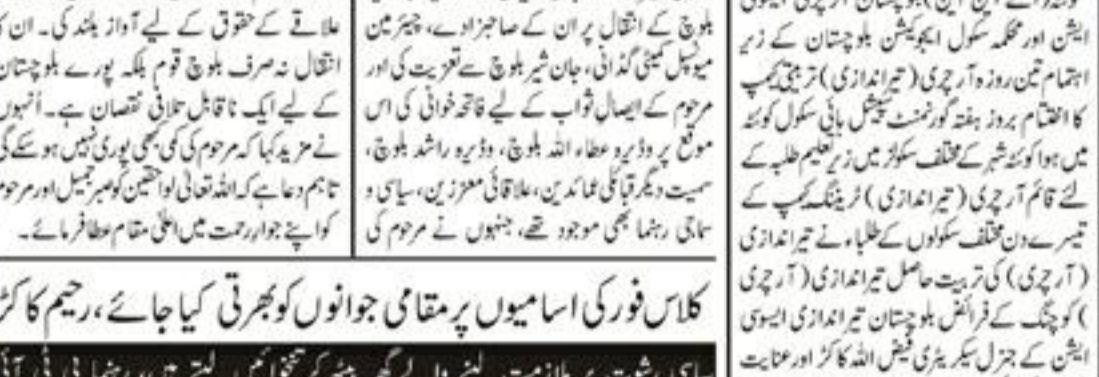 ایشن اور محکمہ سکول ایجوکیشن بلوچستان کے زیر
اہتمام تین روزہ آرچری (تیراندازی) تربیتی کیمپ
کا اختتام بروز ہفتہ گورنمنٹ سپیشل ہائی سکول کوئٹہ
میں ہوا کوئٹہ شہر کے مختلف سکولز میں زیر تعلیم طلبہ کے
لئے قائم آرچری (تیراندازی) ٹریننگ کیمپ کے
تیسرے دن مختلف سکولوں کے طلباء نے تیراندازی
(آرچری) کی تربیت حاصل تیراندازی (آرچری
) کوچنگ کے فرائض بلوچستان تیراندازی ایسوسی
ایشن کے جنرل سیکریٹری فیض اللہ کاکڑ اور عنایت
بلوچ کے انتقال پر ان کے صاحبزادے، چیئرمین
میونسپل کمیٹی گڈانی، جان شیر بلوچ سے تعزیت کی اور
مرحوم کے ایصال ثواب کے لیے فاتحہ خوانی کی اس
موقع پر وڈیرہ عطاء اللہ بلوچ، وڈیرہ راشد بلوچ،
سمیت دیگر قبائلی عمائدین، علاقائی معززین، سیاسی و
سماجی رہنما بھی موجود تھے، جنہوں نے مرحوم کی
علاقے کے حقوق کے لیے آواز بلند کی۔ ان
انتقال نہ صرف بلوچ قوم بلکہ پورے بلوچستان
کے لیے ایک ناقابل تلافی نقصان ہے۔ انہوں
نے مزید کہا کہ مرحوم کی کمی کبھی پوری نہیں ہو سکے گی
تاہم دعا ہے کہ اللہ تعالیٰ لواحقین کو صبر جمیل اور مرحوم
کو اپنے جوار رحمت میں اعلیٰ مقام عطا فرمائے۔
کلاس فور کی اسامیوں پر مقامی جوانوں کو بھرتی کیا جائے، رحیم کاکڑ